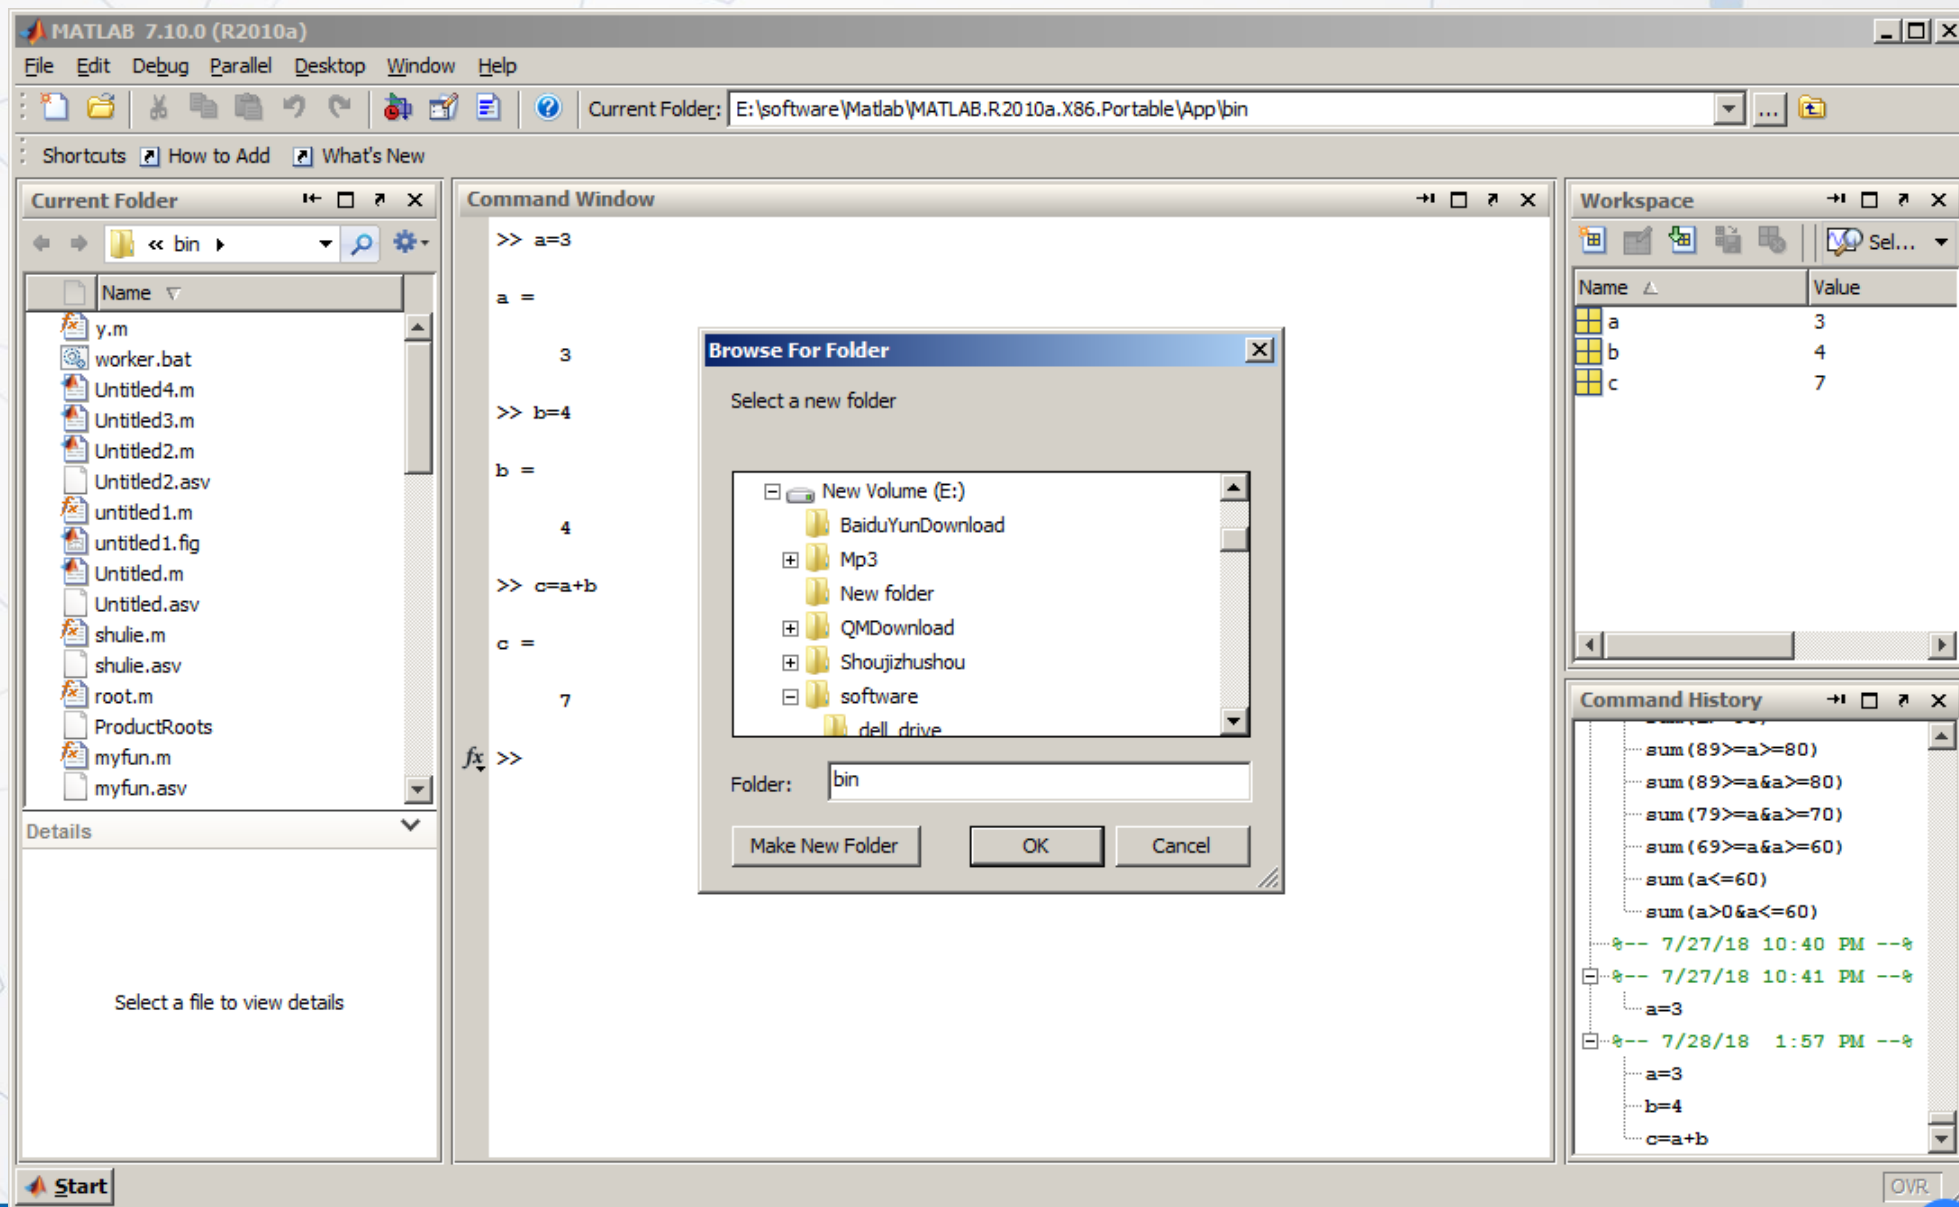 MATLAB 7.10.0 (R2010a)
File Edit Debug Parallel Desktop Window Help
Current Folder: E:\software\Matlab\MATLAB.R2010a.X86.Portable\App\bin
Shortcuts How to Add What's New
Current Folder
« bin
Name
y.m
worker.bat
Untitled4.m
Untitled3.m
Untitled2.m
Untitled2.asv
untitled1.m
untitled1.fig
Untitled.m
Untitled.asv
shulie.m
shulie.asv
root.m
ProductRoots
myfun.m
myfun.asv
Details
Select a file to view details
Command Window
>> a=3
a =
3
>> b=4
b =
4
>> c=a+b
c =
7
fx >>
Browse For Folder
Select a new folder
New Volume (E:)
BaiduYunDownload
Mp3
New folder
QMDownload
Shoujizhushou
software
dell_drive
Folder: bin
Make New Folder OK Cancel
Workspace
Sel...
Name Value
a 3
b 4
c 7
Command History
sum(89>=a>=80)
sum(89>=a&a>=80)
sum(79>=a&a>=70)
sum(69>=a&a>=60)
sum(a<=60)
sum(a>0&a<=60)
%-- 7/27/18 10:40 PM --%
%-- 7/27/18 10:41 PM --%
a=3
%-- 7/28/18 1:57 PM --%
a=3
b=4
c=a+b
Start
OVR